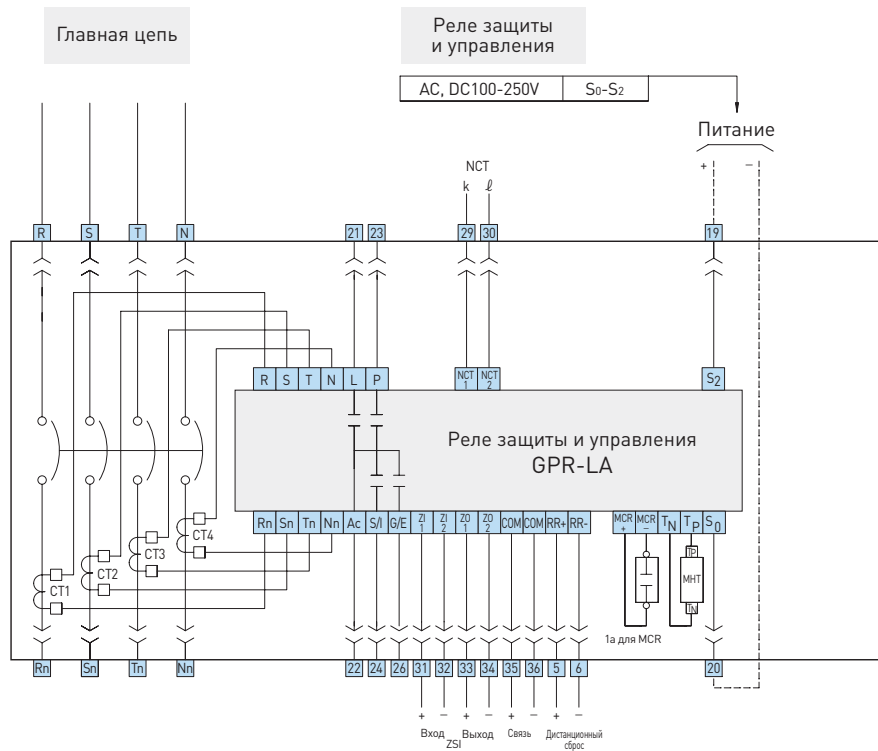 Главная цепь
Реле защиты
и управления
AC, DC100-250V S0-S2
Питание
+ −
NCT
k ℓ
R S T N 21 23 29 30 19
R S T N L P NCT 1 NCT 2 S2
Реле защиты и управления
GPR-LA
Rn Sn Tn Nn Ac S/I G/E ZI 1 ZI 2 ZO 1 ZO 2 COM COM RR+ RR- MCR + MCR − TN TP S0
CT4
CT3
CT2
CT1
TP
МНТ
TN
1a для MCR
Rn Sn Tn Nn 22 24 26 31 32 33 34 35 36 5 6 20
+ − + − + − + −
Вход Выход Связь Дистанционный
ZSI сброс